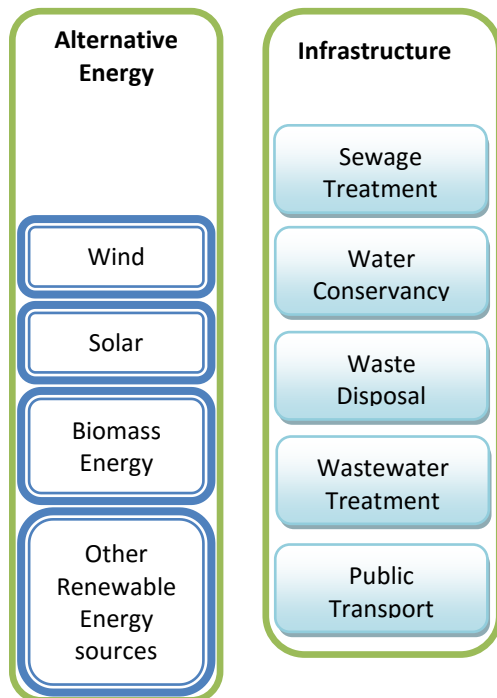 Alternative
Energy
Wind
Solar
Biomass
Energy
Other
Renewable
Energy
sources
Infrastructure
Sewage
Treatment
Water
Conservancy
Waste
Disposal
Wastewater
Treatment
Public
Transport